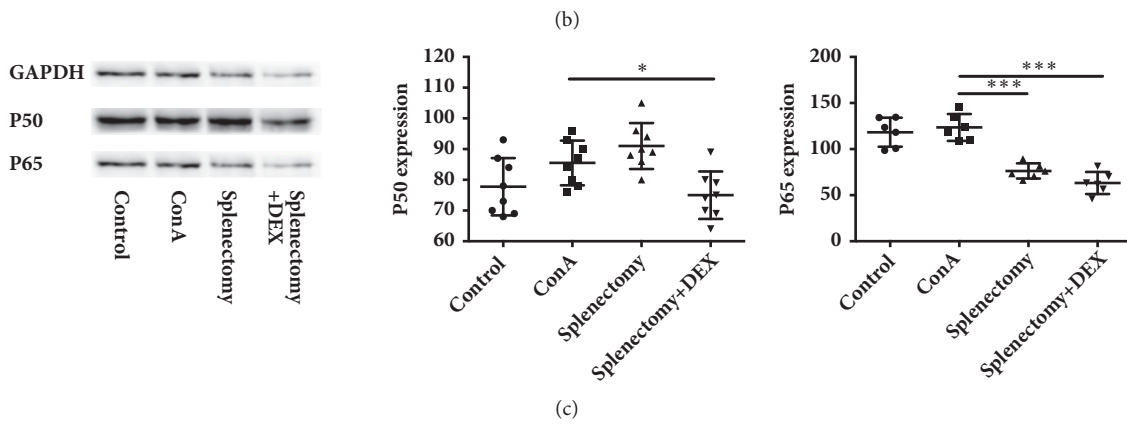 (b)
GAPDH
P50
P65
Control
ConA
Splenectomy
Splenectomy
+DEX
P50 expression
120
110
100
90
80
70
60
*
Control
ConA
Splenectomy
Splenectomy+DEX
P65 expression
200
150
100
50
0
***
***
Control
ConA
Splenectomy
Splenectomy+DEX
(c)